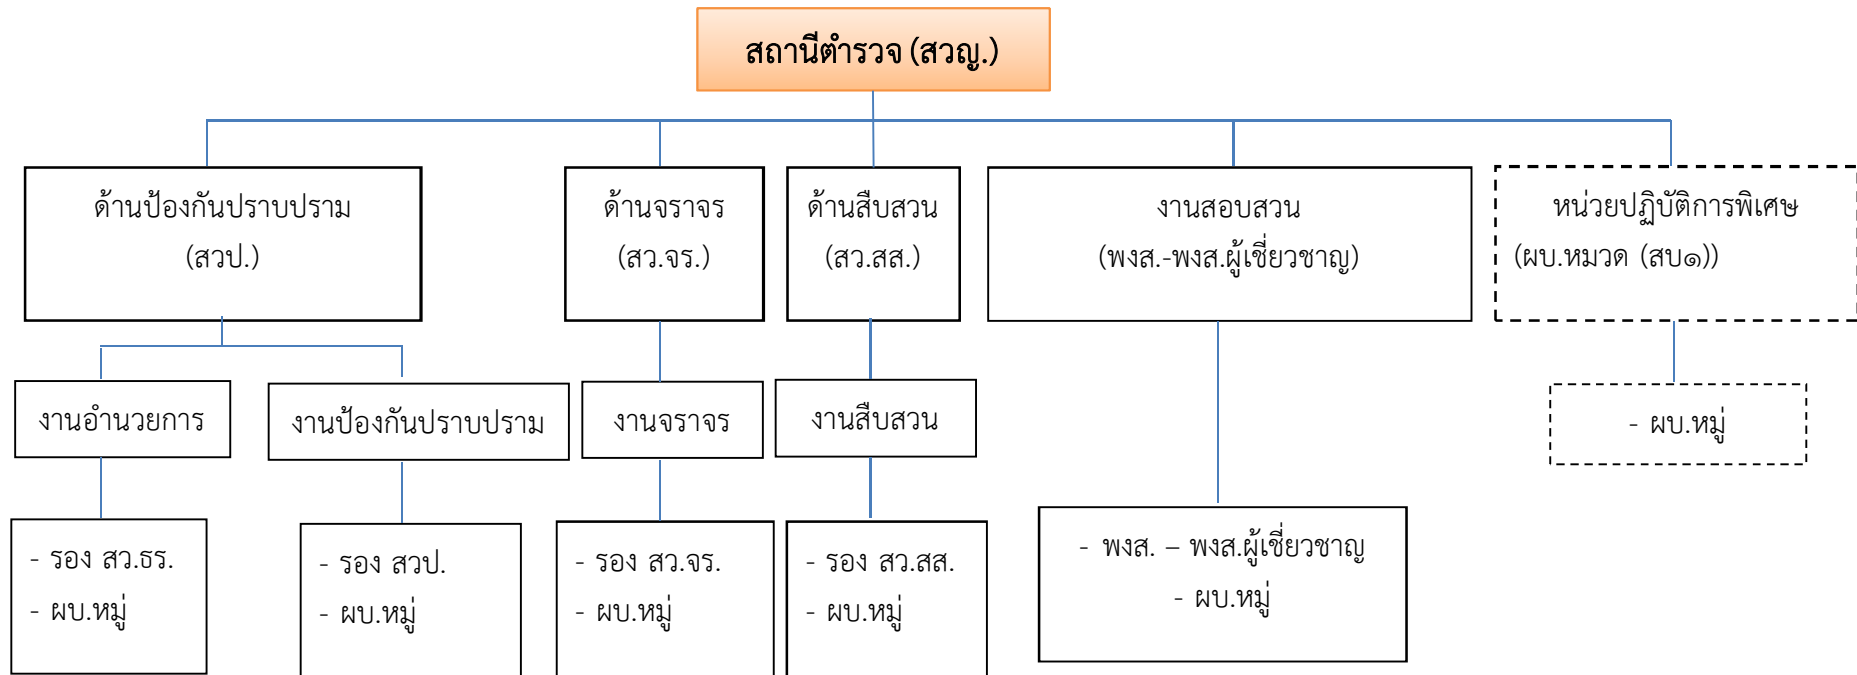 สถานีตำรวจ (สวญ.)
ด้านป้องกันปราบปราม
(สวป.)
ด้านจราจร
(สว.จร.)
ด้านสืบสวน
(สว.สส.)
งานสอบสวน
(พงส.-พงส.ผู้เชี่ยวชาญ)
หน่วยปฏิบัติการพิเศษ
(ผบ.หมวด (สบ๑))
งานอำนวยการ
งานป้องกันปราบปราม
งานจราจร
งานสืบสวน
- ผบ.หมู่
- รอง สว.ธร.
- ผบ.หมู่
- รอง สวป.
- ผบ.หมู่
- รอง สว.จร.
- ผบ.หมู่
- รอง สว.สส.
- ผบ.หมู่
- พงส. – พงส.ผู้เชี่ยวชาญ
- ผบ.หมู่